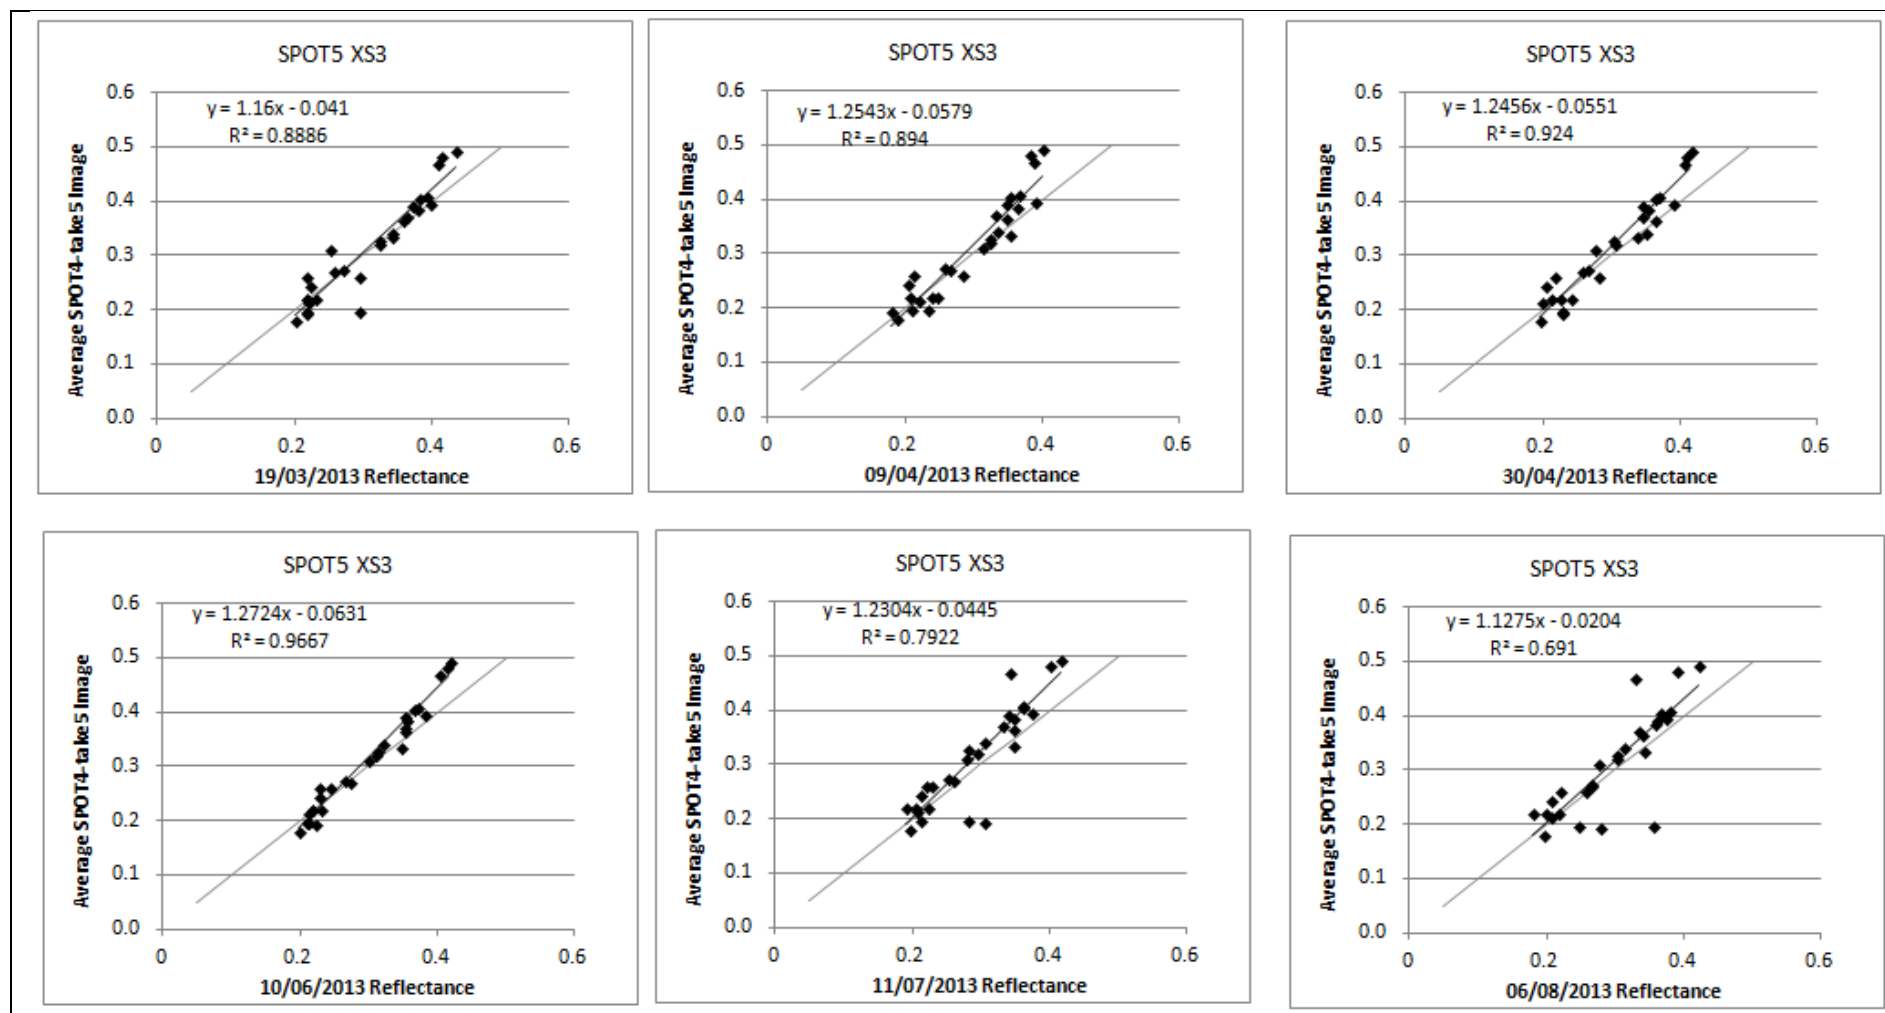 SPOT5 XS3
y = 1.16x - 0.041
R² = 0.8886
0.6
0.5
0.4
0.3
0.2
0.1
0.0
Average SPOT4-take5 Image
0
0.2
0.4
0.6
19/03/2013 Reflectance
SPOT5 XS3
y = 1.2543x - 0.0579
R² = 0.894
0.6
0.5
0.4
0.3
0.2
0.1
0.0
Average SPOT4-take5 Image
0
0.2
0.4
0.6
09/04/2013 Reflectance
SPOT5 XS3
y = 1.2456x - 0.0551
R² = 0.924
0.6
0.5
0.4
0.3
0.2
0.1
0.0
Average SPOT4-take5 Image
0
0.2
0.4
0.6
30/04/2013 Reflectance
SPOT5 XS3
y = 1.2724x - 0.0631
R² = 0.9667
0.6
0.5
0.4
0.3
0.2
0.1
0.0
Average SPOT4-take5 Image
0
0.2
0.4
0.6
10/06/2013 Reflectance
SPOT5 XS3
y = 1.2304x - 0.0445
R² = 0.7922
0.6
0.5
0.4
0.3
0.2
0.1
0.0
Average SPOT4-take5 Image
0
0.2
0.4
0.6
11/07/2013 Reflectance
SPOT5 XS3
y = 1.1275x - 0.0204
R² = 0.691
0.6
0.5
0.4
0.3
0.2
0.1
0.0
Average SPOT4-take5 Image
0
0.2
0.4
0.6
06/08/2013 Reflectance